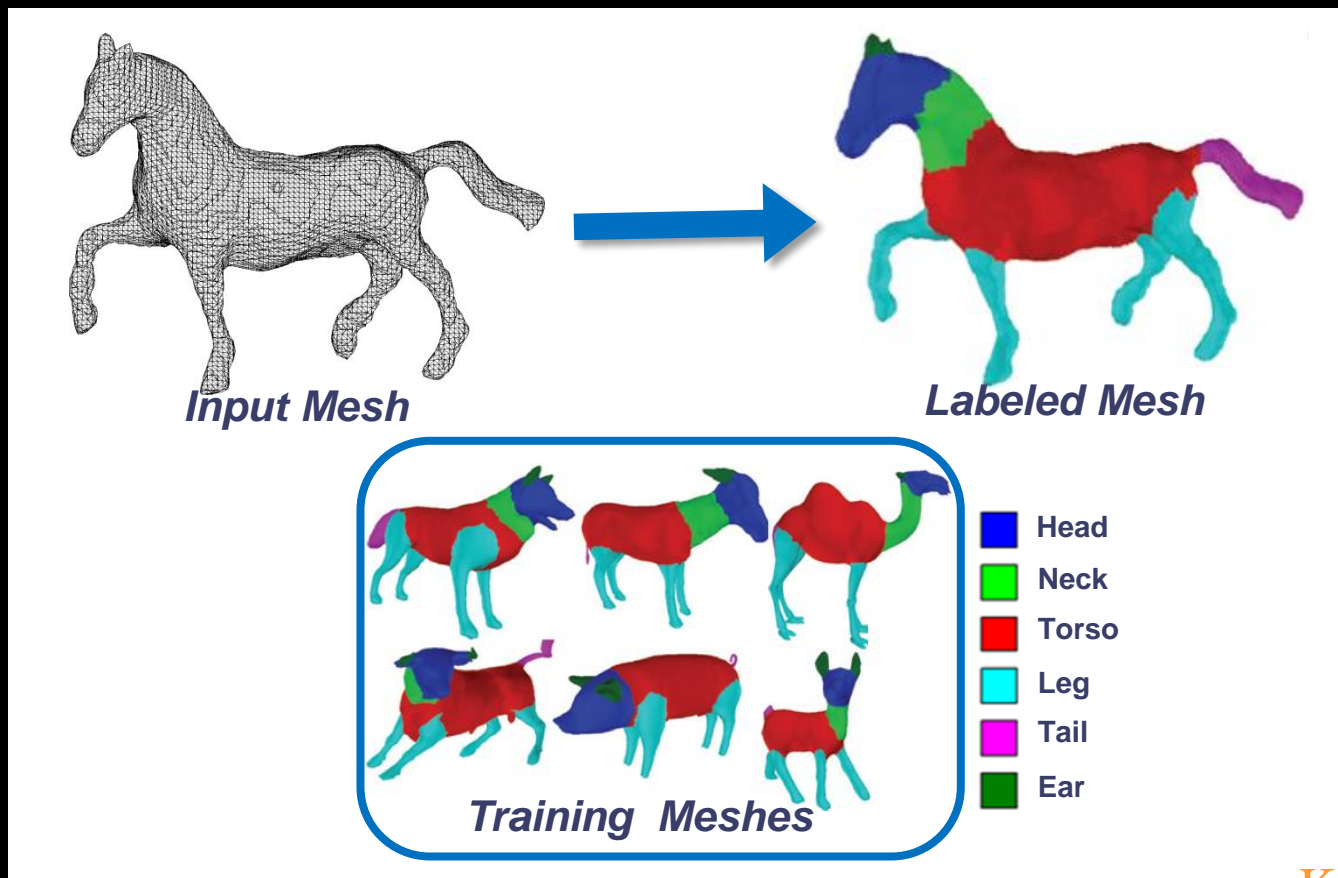 Input Mesh
Labeled Mesh
Head
Neck
Torso
Leg
Tail
Ear
Training Meshes